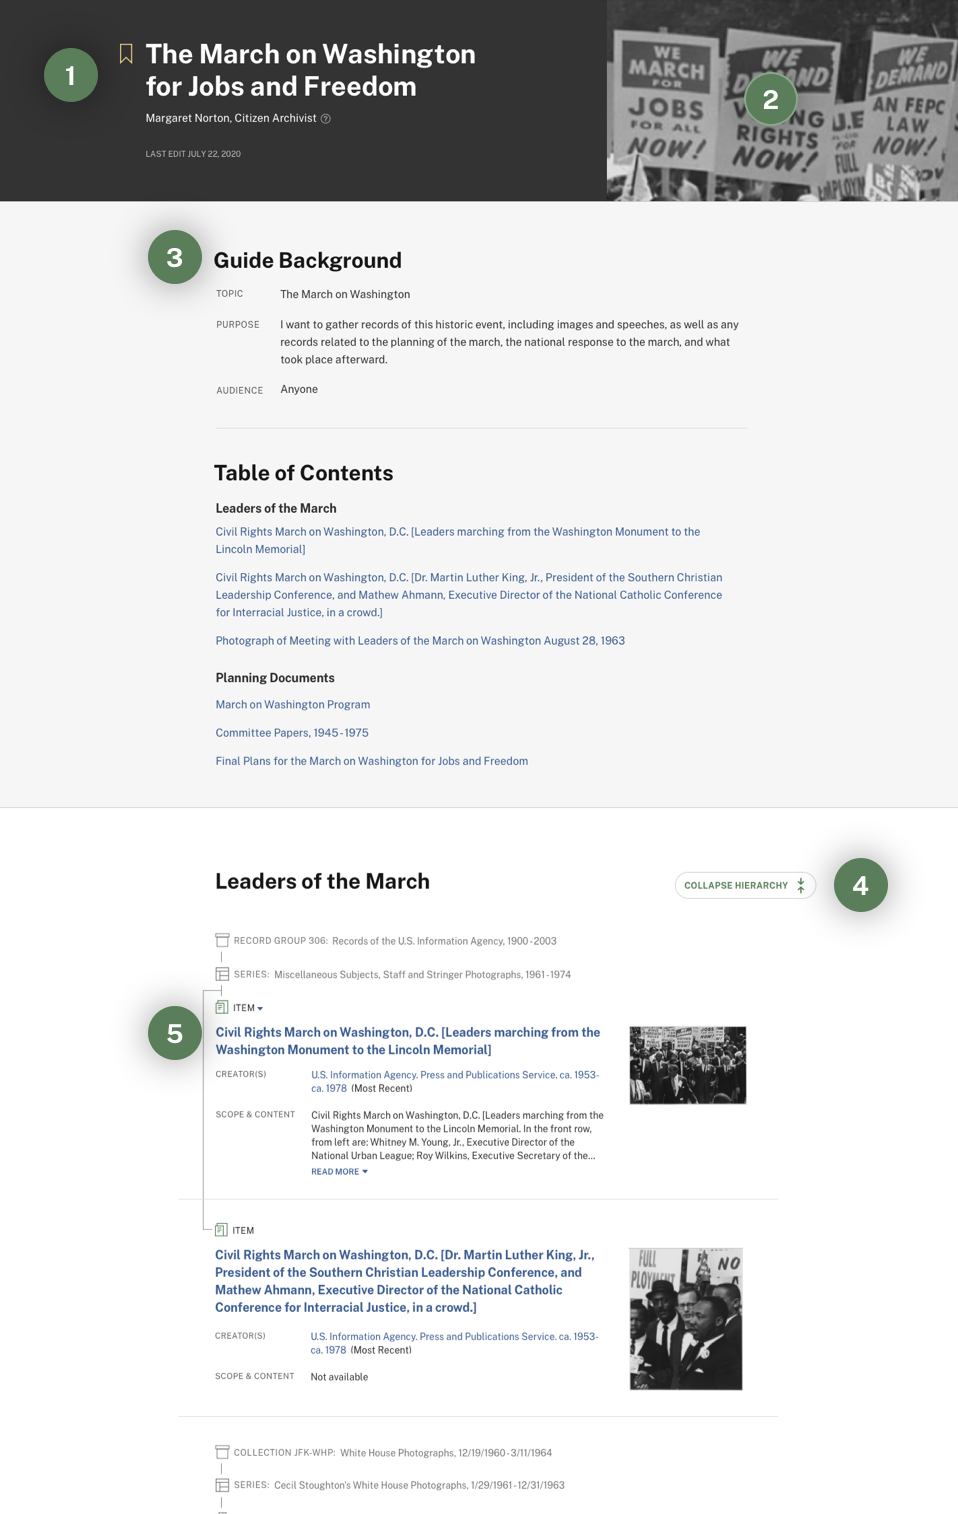 1
The March on Washington
for Jobs and Freedom
Margaret Norton, Citizen Archivist ?
LAST EDIT JULY 22, 2020
WE
MARCH
FOR
JOBS
FOR ALL
NOW!
WE
DEMAND
2
RIGHTS
NOW!
WE
DEMAND
AN FEPC
LAW
NOW!
FOR
FULL
3
Guide Background
TOPIC The March on Washington
PURPOSE I want to gather records of this historic event, including images and speeches, as well as any
records related to the planning of the march, the national response to the march, and what
took place afterward.
AUDIENCE Anyone
Table of Contents
Leaders of the March
Civil Rights March on Washington, D.C. [Leaders marching from the Washington Monument to the
Lincoln Memorial]
Civil Rights March on Washington, D.C. [Dr. Martin Luther King, Jr., President of the Southern Christian
Leadership Conference, and Mathew Ahmann, Executive Director of the National Catholic Conference
for Interracial Justice, in a crowd.]
Photograph of Meeting with Leaders of the March on Washington August 28, 1963
Planning Documents
March on Washington Program
Committee Papers, 1945-1975
Final Plans for the March on Washington for Jobs and Freedom
Leaders of the March
COLLAPSE HIERARCHY
4
RECORD GROUP 306: Records of the U.S. Information Agency, 1900-2003
SERIES: Miscellaneous Subjects, Staff and Stringer Photographs, 1961-1974
ITEM
5
Civil Rights March on Washington, D.C. [Leaders marching from the
Washington Monument to the Lincoln Memorial]
CREATOR(S) U.S. Information Agency. Press and Publications Service. ca. 1953-
ca. 1978 (Most Recent)
SCOPE & CONTENT Civil Rights March on Washington, D.C. [Leaders marching from the
Washington Monument to the Lincoln Memorial. In the front row,
from left are: Whitney M. Young, Jr., Executive Director of the
National Urban League; Roy Wilkins, Executive Secretary of the...
READ MORE
ITEM
Civil Rights March on Washington, D.C. [Dr. Martin Luther King, Jr.,
President of the Southern Christian Leadership Conference, and
Mathew Ahmann, Executive Director of the National Catholic
Conference for Interracial Justice, in a crowd.]
FULL
NO
CREATOR(S) U.S. Information Agency. Press and Publications Service. ca. 1953-
ca. 1978 (Most Recent)
SCOPE & CONTENT Not available
COLLECTION JFK-WHP: White House Photographs, 12/19/1960-3/11/1964
SERIES: Cecil Stoughton's White House Photographs, 1/29/1961-12/31/1963